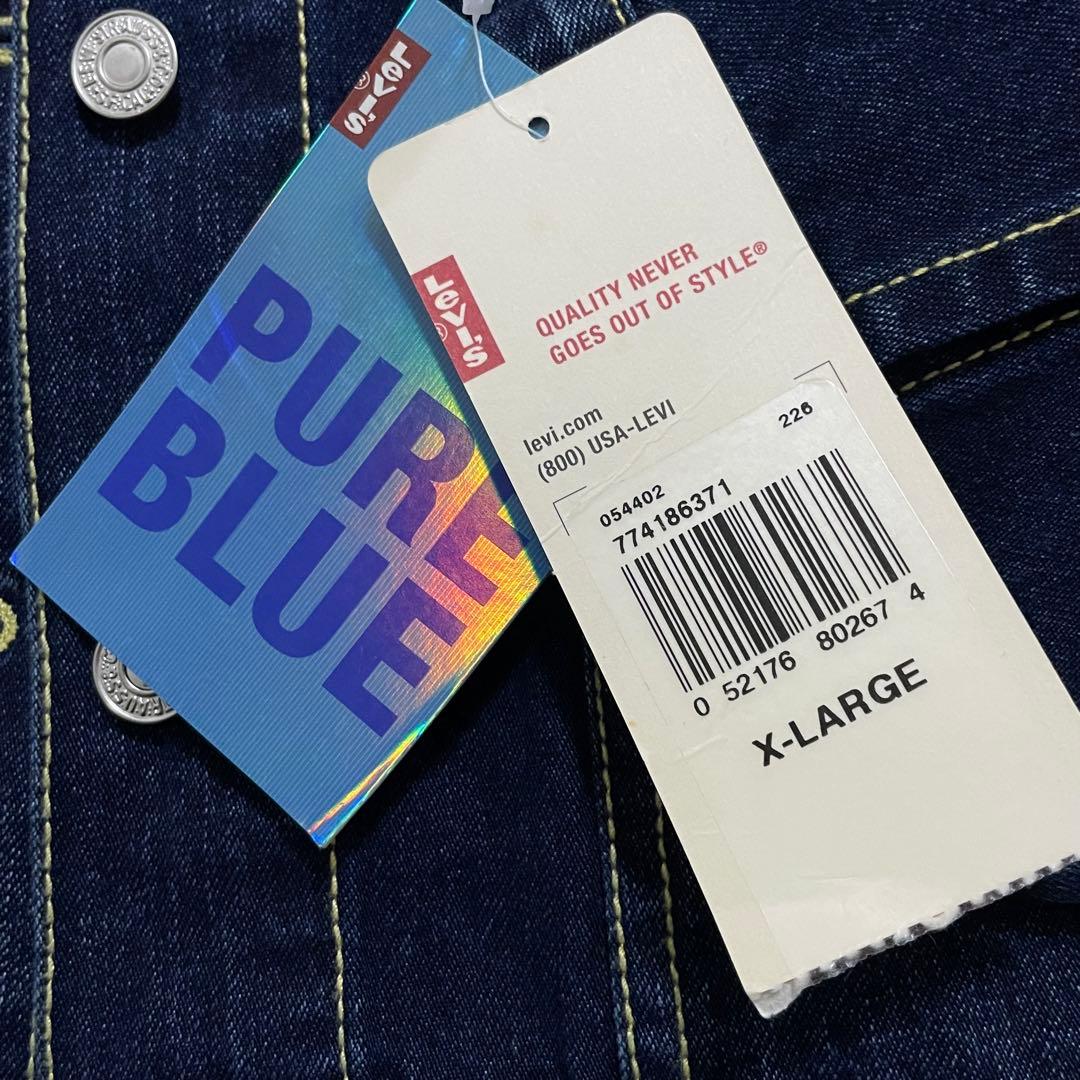 Levi's
®
PURE
BLUE
Levi's
®
QUALITY NEVER
GOES OUT OF STYLE®
levi.com
(800) USA-LEVI
226
054402
774186371
0 52176 80267 4
X-LARGE